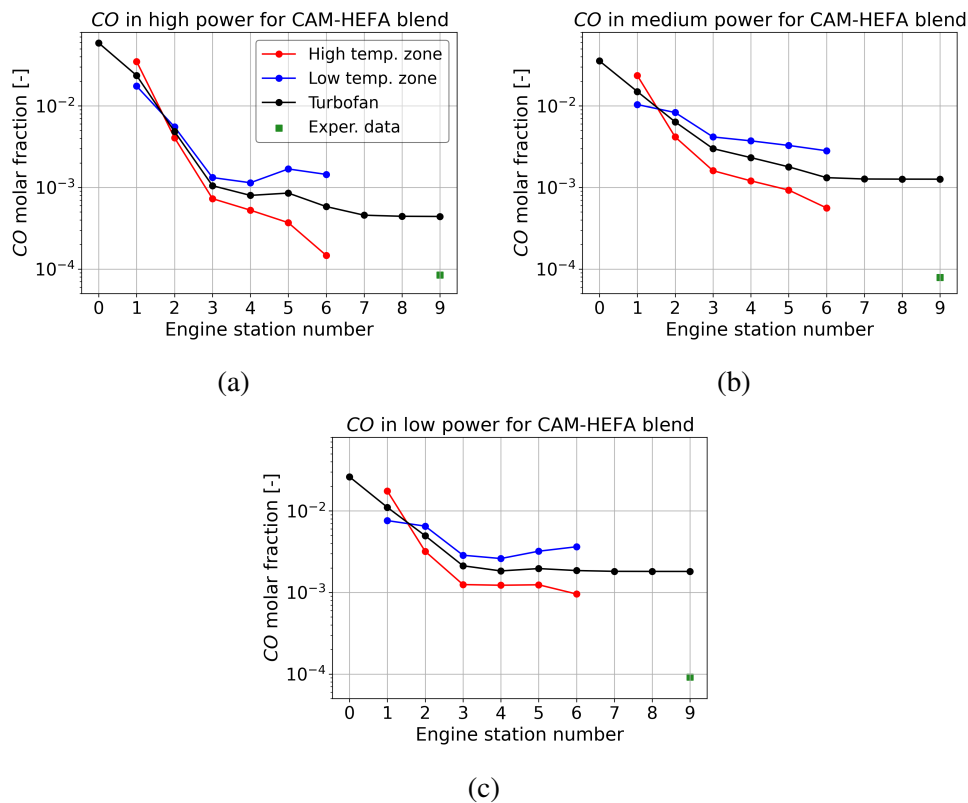 CO in high power for CAM-HEFA blend
CO molar fraction [-]
10⁻²
10⁻³
10⁻⁴
High temp. zone
Low temp. zone
Turbofan
Exper. data
0 1 2 3 4 5 6 7 8 9
Engine station number
(a)
CO in medium power for CAM-HEFA blend
CO molar fraction [-]
10⁻²
10⁻³
10⁻⁴
0 1 2 3 4 5 6 7 8 9
Engine station number
(b)
CO in low power for CAM-HEFA blend
CO molar fraction [-]
10⁻²
10⁻³
10⁻⁴
0 1 2 3 4 5 6 7 8 9
Engine station number
(c)